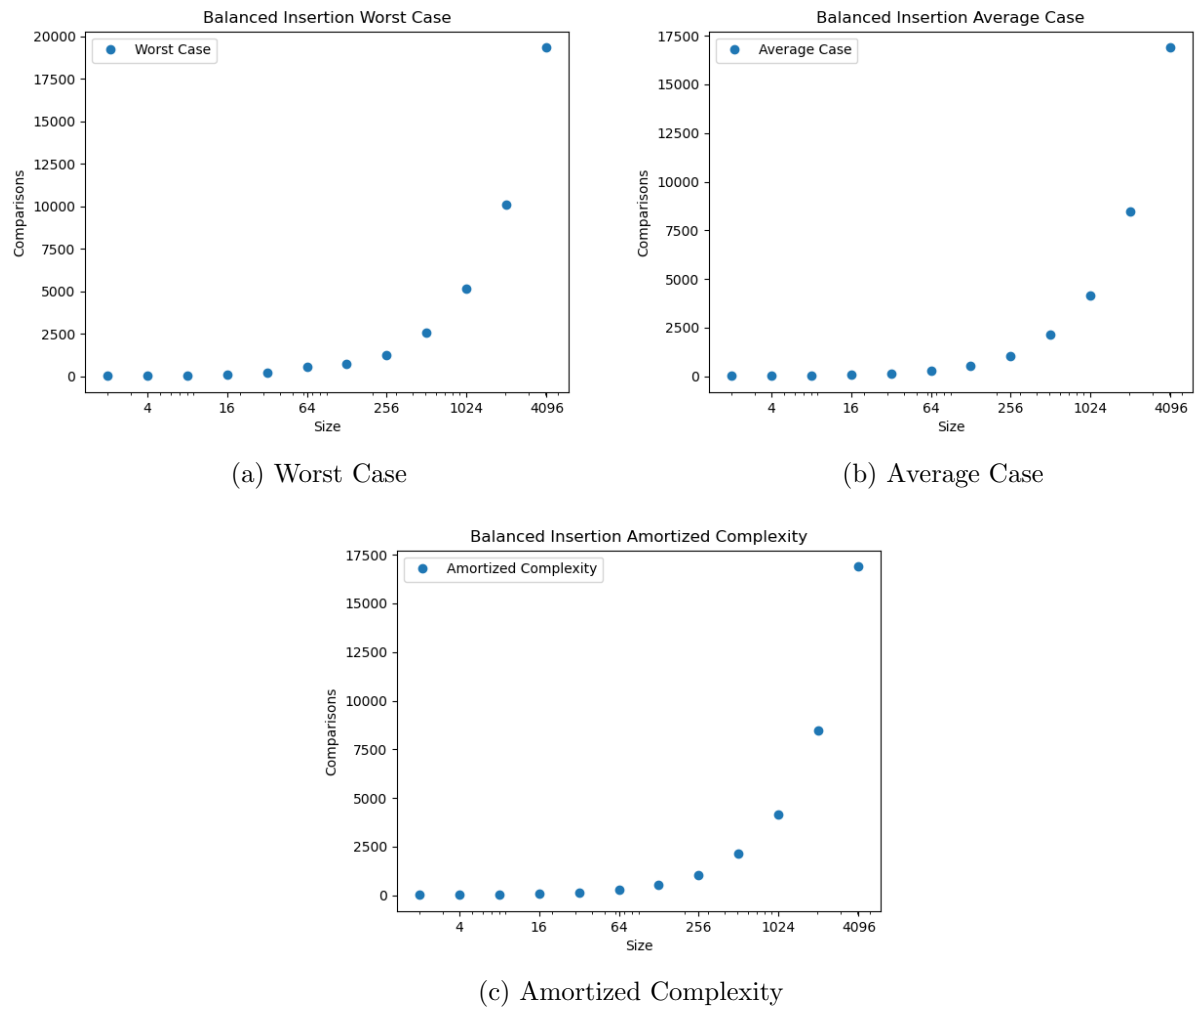 Balanced Insertion Worst Case
Worst Case
20000
17500
15000
12500
10000
7500
5000
2500
0
Comparisons
4 16 64 256 1024 4096
Size
(a) Worst Case
Balanced Insertion Average Case
Average Case
17500
15000
12500
10000
7500
5000
2500
0
Comparisons
4 16 64 256 1024 4096
Size
(b) Average Case
Balanced Insertion Amortized Complexity
Amortized Complexity
17500
15000
12500
10000
7500
5000
2500
0
Comparisons
4 16 64 256 1024 4096
Size
(c) Amortized Complexity